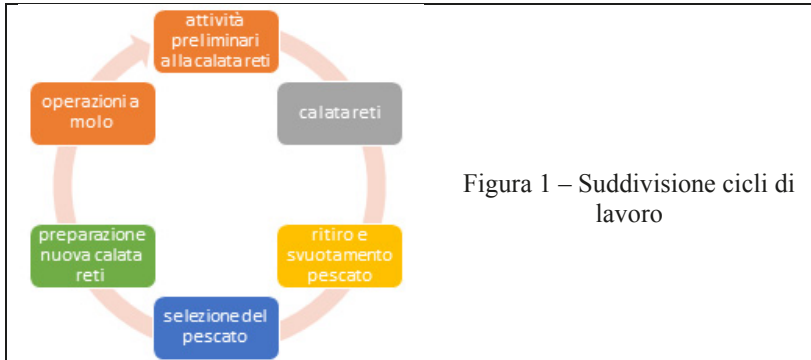 attività
preliminari
alla calata reti
calata reti
ritiro e
svuotamento
pescato
selezione del
pescato
preparazione
nuova calata
reti
operazioni a
molo
Figura 1 – Suddivisione cicli di
lavoro